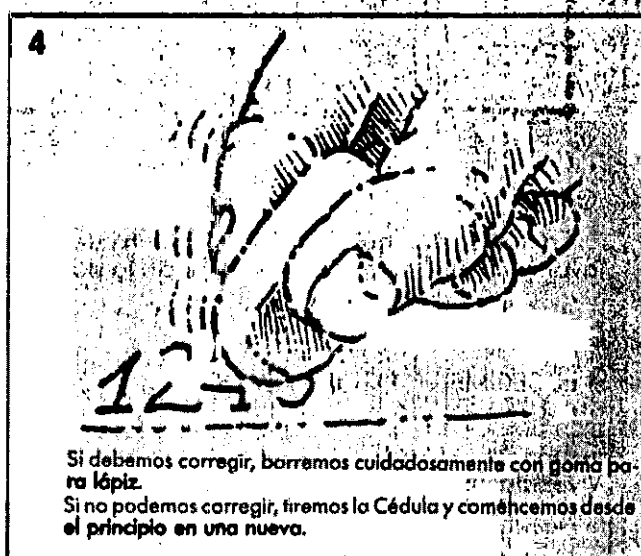 4
12
Si debemos corregir, borremos cuidadosamente con goma pa-
ra lápiz.
Si no podemos corregir, tiremos la Cédula y comencemos desde
el principio en una nueva.